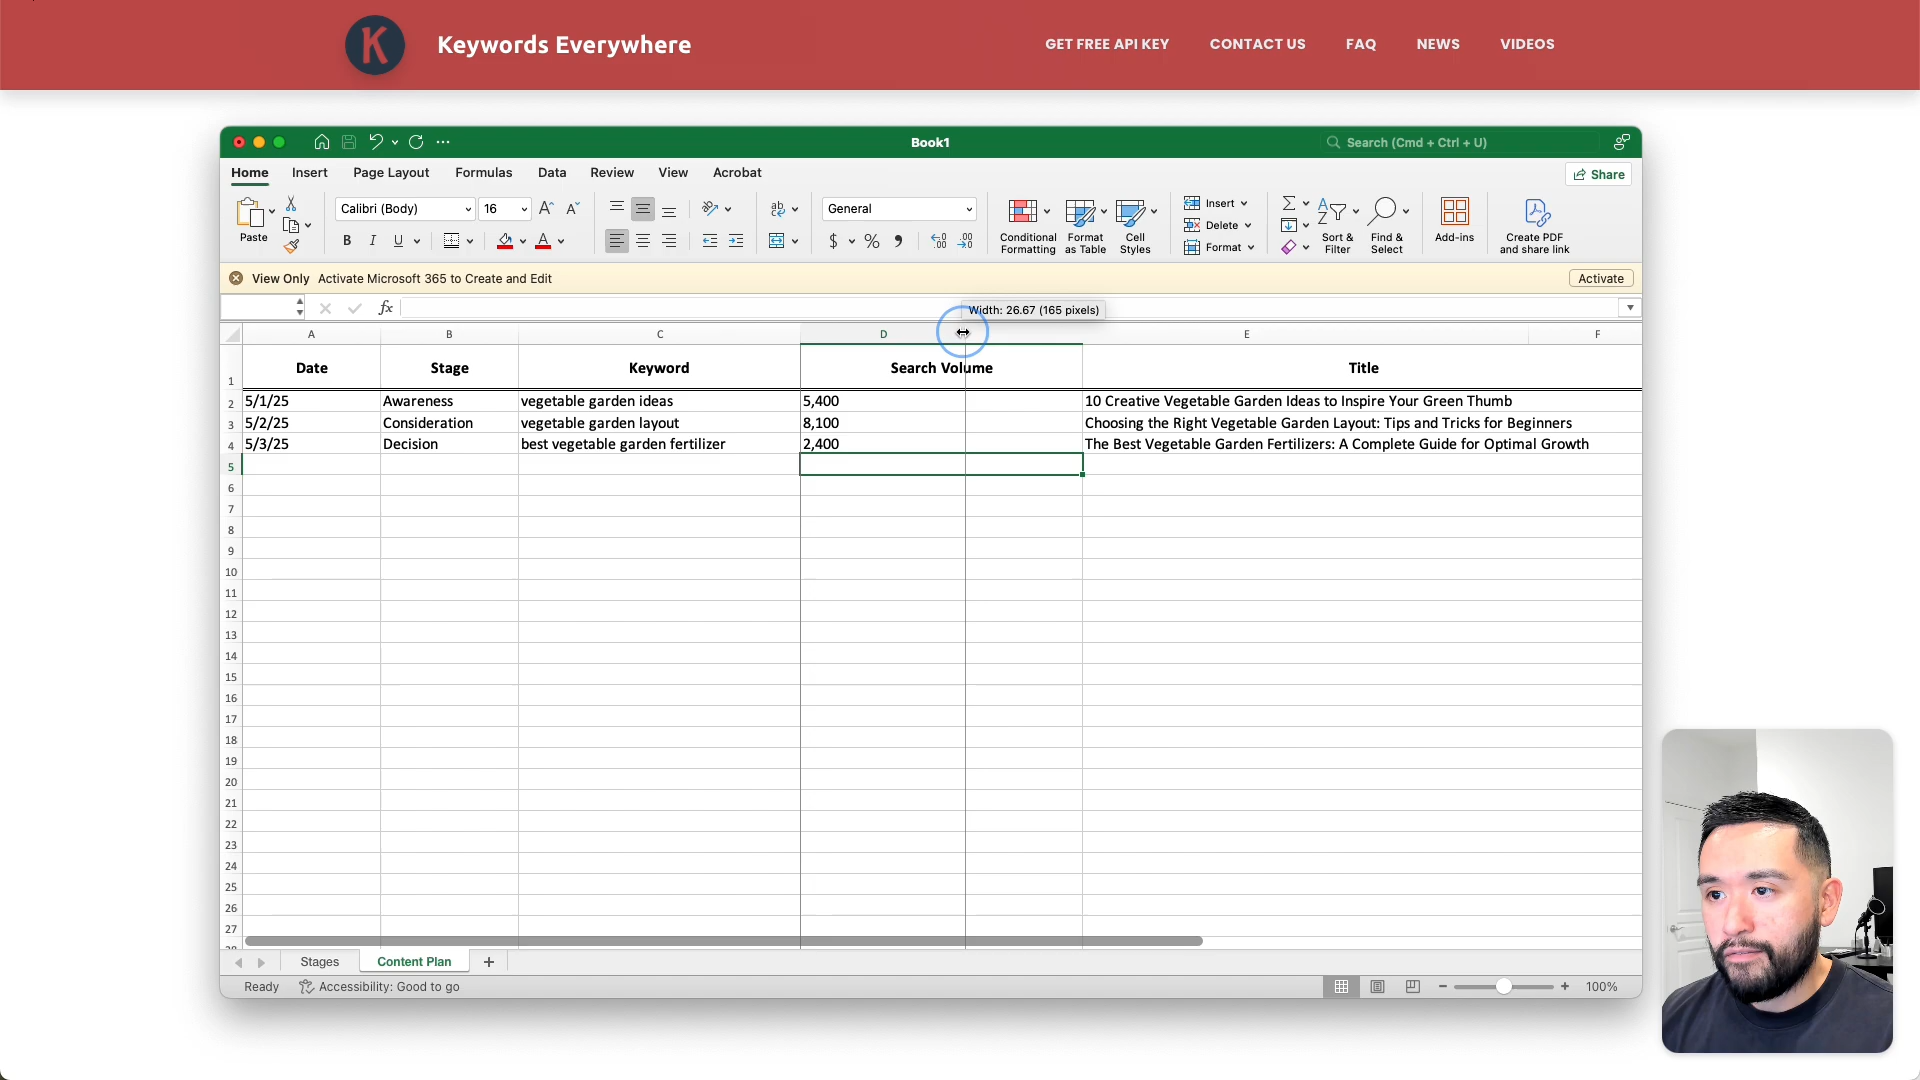 K Keywords Everywhere GET FREE API KEY CONTACT US FAQ NEWS VIDEOS
Book1 Search (Cmd + Ctrl + U)
Home Insert Page Layout Formulas Data Review View Acrobat Share
Paste Calibri (Body) 16 General Conditional Formatting Format as Table Cell Styles Insert Delete Format Sort & Filter Find & Select Add-ins Create PDF and share link
B I U A $ % ab
View Only Activate Microsoft 365 to Create and Edit Activate
fx Width: 26.67 (165 pixels)
A B C D E F
1 Date Stage Keyword Search Volume Title
2 5/1/25 Awareness vegetable garden ideas 5,400 10 Creative Vegetable Garden Ideas to Inspire Your Green Thumb
3 5/2/25 Consideration vegetable garden layout 8,100 Choosing the Right Vegetable Garden Layout: Tips and Tricks for Beginners
4 5/3/25 Decision best vegetable garden fertilizer 2,400 The Best Vegetable Garden Fertilizers: A Complete Guide for Optimal Growth
5
6
7
8
9
10
11
12
13
14
15
16
17
18
19
20
21
22
23
24
25
26
27
Stages Content Plan +
Ready Accessibility: Good to go 100%